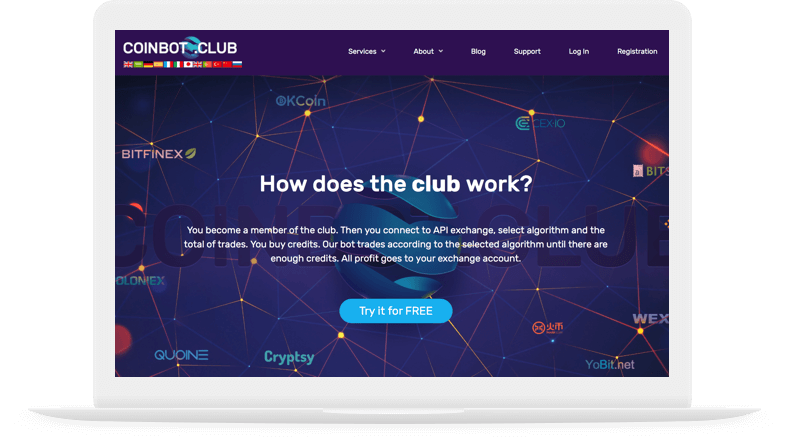 COINBOT.CLUB
Services About Blog Support Log In Registration
OKCoin
CEX.IO
BITFINEX
BITS
How does the club work?
COINBOT.CLUB
You become a member of the club. Then you connect to API exchange, select algorithm and the
total of trades. You buy credits. Our bot trades according to the selected algorithm until there are
enough credits. All profit goes to your exchange account.
OLONIEX
Try it for FREE
WEX
火币
QUOINE
Cryptsy
YoBit.net